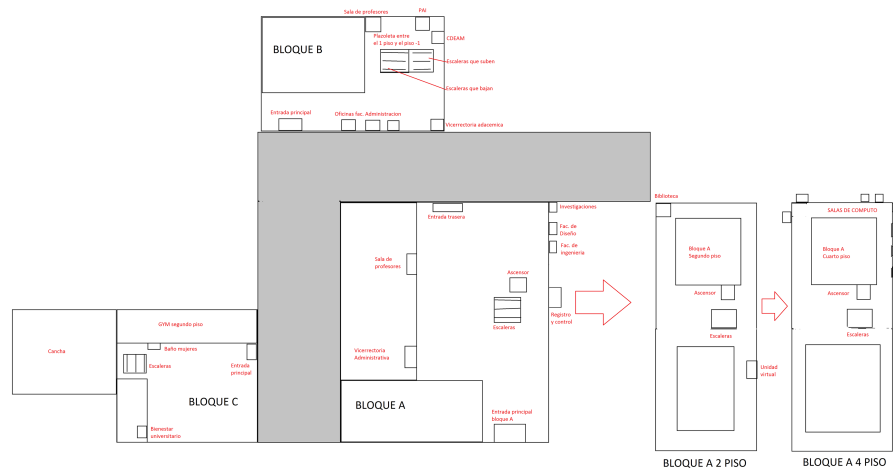 Sala de profesores
PAI
CDEAM
Plazoleta entre
el 1 piso y el piso -1
BLOQUE B
Escaleras que suben
Escaleras que bajan
Entrada principal
Oficinas fac. Administracion
Vicerrectoria adacemica
Biblioteca
Investigaciones
Entrada trasera
Fac. de
Diseño
Fac. de
ingenieria
Sala de
profesores
Ascensor
Registro
y control
Escaleras
Vicerectoria
Administrativa
BLOQUE A
Entrada principal
bloque A
GYM segundo piso
Cancha
Baño mujeres
Escaleras
Entrada
principal
BLOQUE C
Bienestar
universitario
Bloque A
Segundo piso
Ascensor
Escaleras
Unidad
virtual
BLOQUE A 2 PISO
SALAS DE COMPUTO
Bloque A
Cuarto piso
Ascensor
Escaleras
BLOQUE A 4 PISO